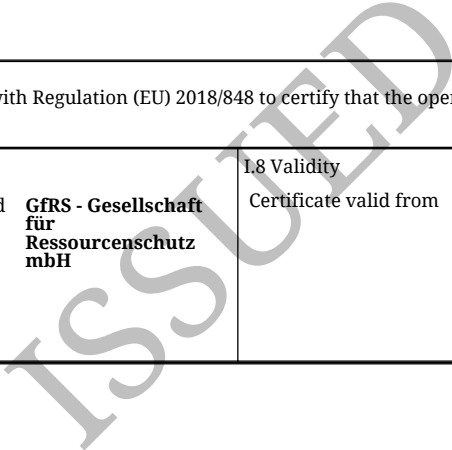 with Regulation (EU) 2018/848 to certify that the oper
I.8 Validity
d GfRS - Gesellschaft
für
Ressourcenschutz
mbH
Certificate valid from
ISSUED